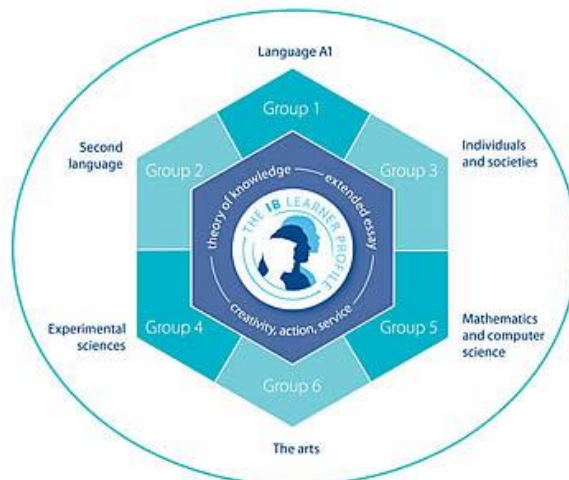 Language A1
Group 1
Second
language
Group 2
Group 3
Individuals
and societies
theory of knowledge
extended essay
THE IB LEARNER PROFILE
creativity, action, service
Experimental
sciences
Group 4
Group 5
Mathematics
and computer
science
Group 6
The arts